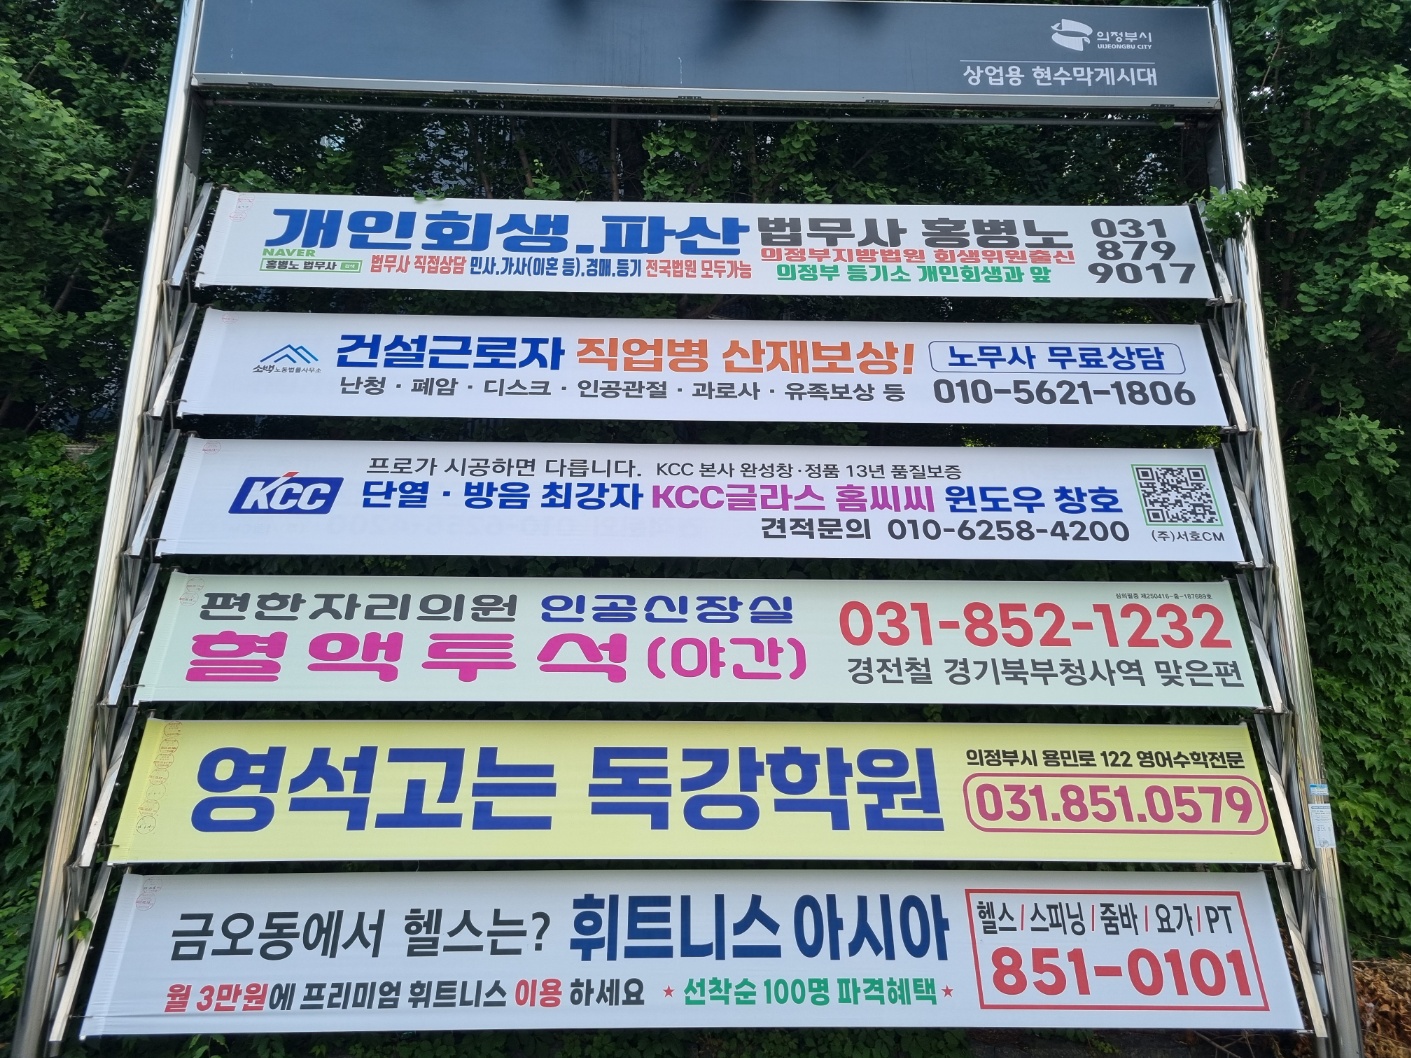 의정부시
UIJEONGBU CITY
상업용 현수막게시대
개인회생.파산
NAVER
홍병노 법무사
법무사 직접상담 민사.가사(이혼 등).경매.등기 전국법원 모두가능
법무사 홍병노
의정부지방법원 회생위원출신
의정부 등기소 개인회생과 앞
031
879
9017
소백노동법률사무소
건설근로자 직업병 산재보상!
난청 · 폐암 · 디스크 · 인공관절 · 과로사 · 유족보상 등
노무사 무료상담
010-5621-1806
KCC
프로가 시공하면 다릅니다. KCC 본사 완성창·정품 13년 품질보증
단열 · 방음 최강자 KCC글라스 홈씨씨 윈도우 창호
견적문의 010-6258-4200
(주)서호CM
편한자리의원 인공신장실
혈액투석(야간)
031-852-1232
경전철 경기북부청사역 맞은편
영석고는 독강학원
의정부시 용민로 122 영어수학전문
031.851.0579
금오동에서 헬스는? 휘트니스 아시아
월 3만원에 프리미엄 휘트니스 이용 하세요 ★ 선착순 100명 파격혜택 ★
헬스/스피닝/줌바/요가/PT
851-0101